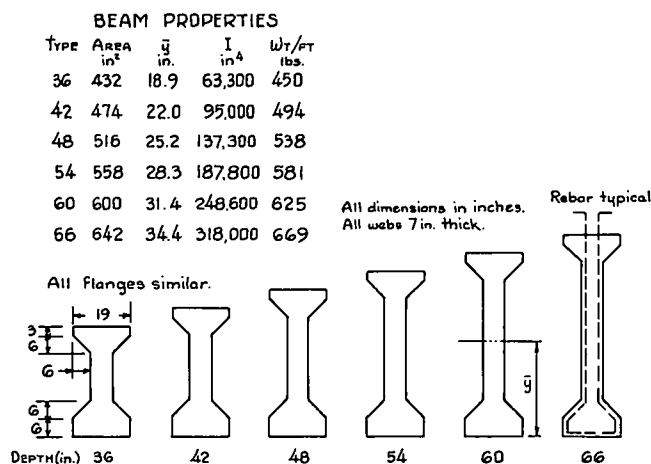 BEAM PROPERTIES
TYPE AREA ȳ I WT/FT
in² in. in⁴ lbs.
36 432 18.9 63,300 450
42 474 22.0 95,000 494
48 516 25.2 137,300 538
54 558 28.3 187,800 581
60 600 31.4 248,600 625
66 642 34.4 318,000 669
All dimensions in inches.
All webs 7 in. thick.
Rebar typical
All flanges similar.
19
3
6
6
6
6
ȳ
DEPTH (in.) 36 42 48 54 60 66